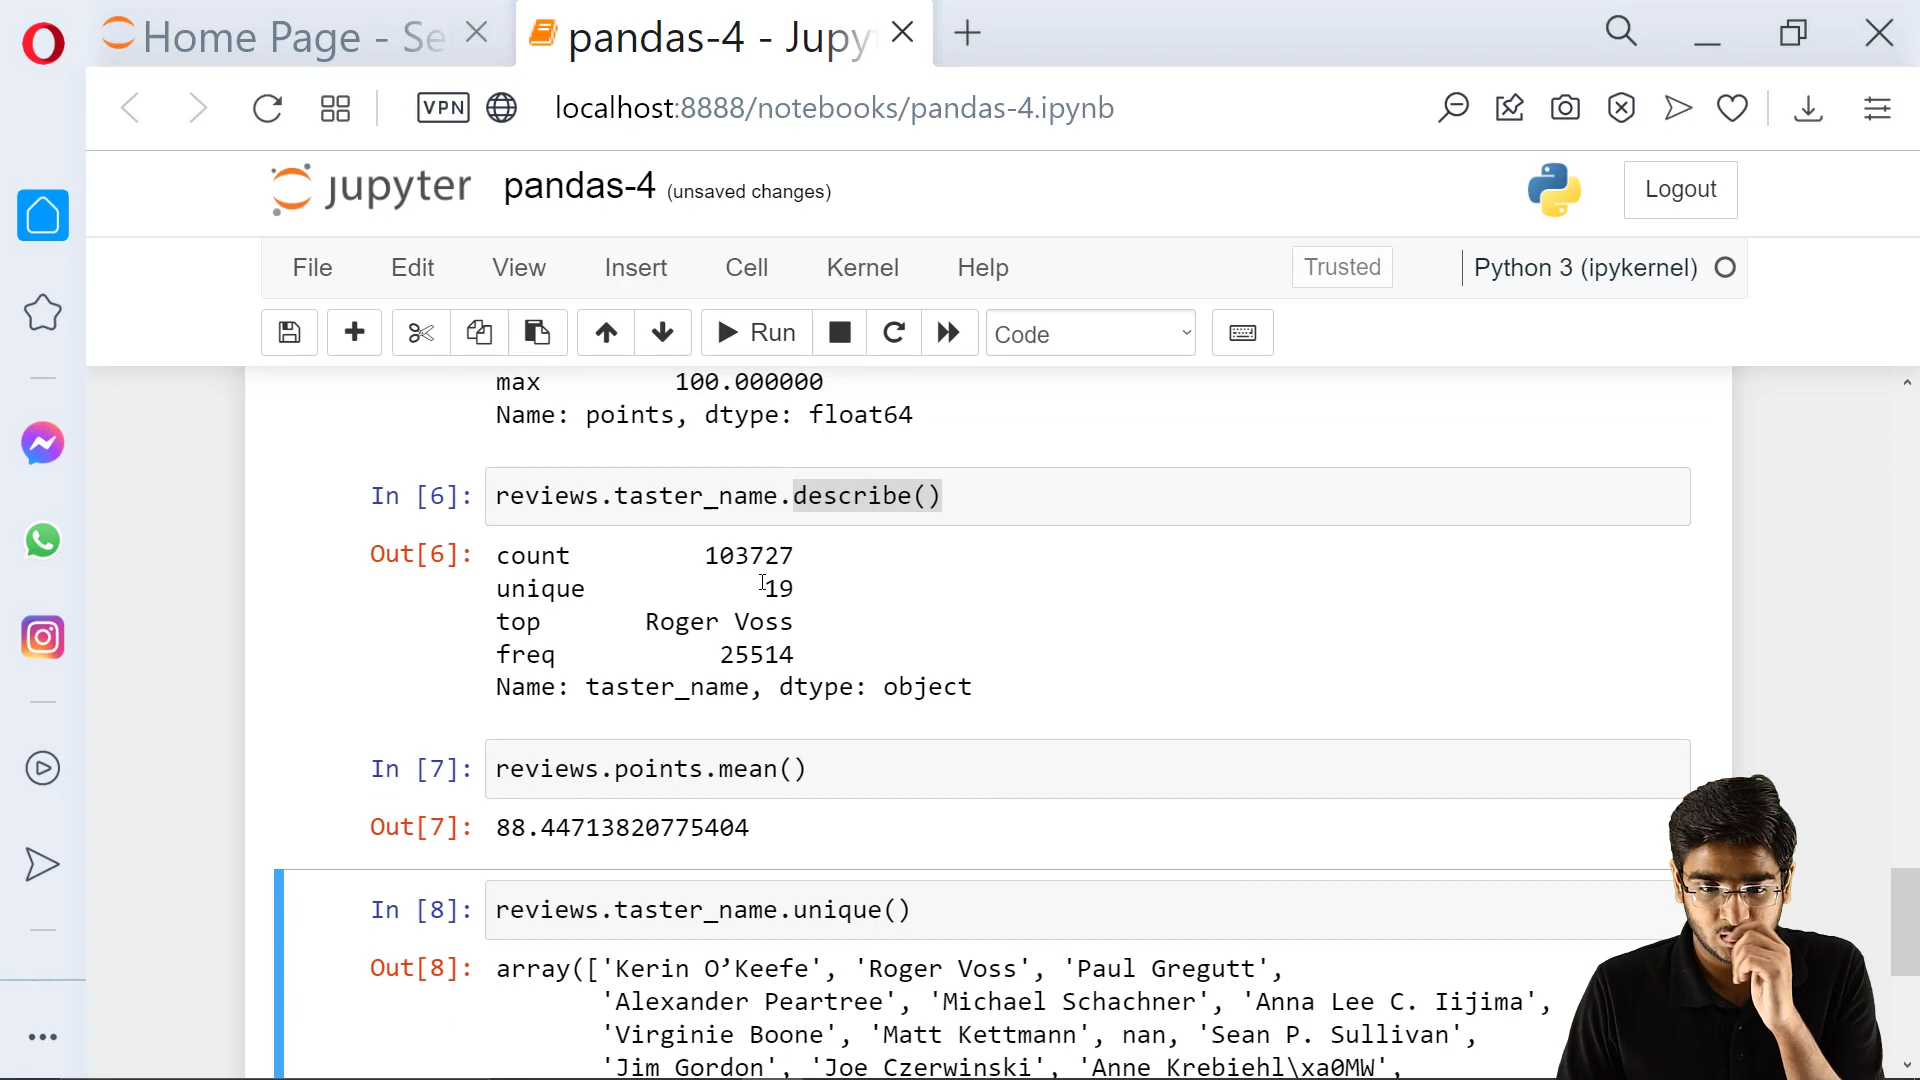 Home Page - Se
pandas-4 - Jupy
VPN
localhost:8888/notebooks/pandas-4.ipynb
jupyter pandas-4 (unsaved changes)
Logout
File Edit View Insert Cell Kernel Help
Trusted
Python 3 (ipykernel)
Run
Code
max 100.000000
Name: points, dtype: float64
In [6]: reviews.taster_name.describe()
Out[6]: count 103727
unique 19
top Roger Voss
freq 25514
Name: taster_name, dtype: object
In [7]: reviews.points.mean()
Out[7]: 88.44713820775404
In [8]: reviews.taster_name.unique()
Out[8]: array(['Kerin O’Keefe', 'Roger Voss', 'Paul Gregutt',
'Alexander Peartree', 'Michael Schachner', 'Anna Lee C. Iijima',
'Virginie Boone', 'Matt Kettmann', nan, 'Sean P. Sullivan',
'Jim Gordon', 'Joe Czerwinski', 'Anne Krebiehl\xa0MW',